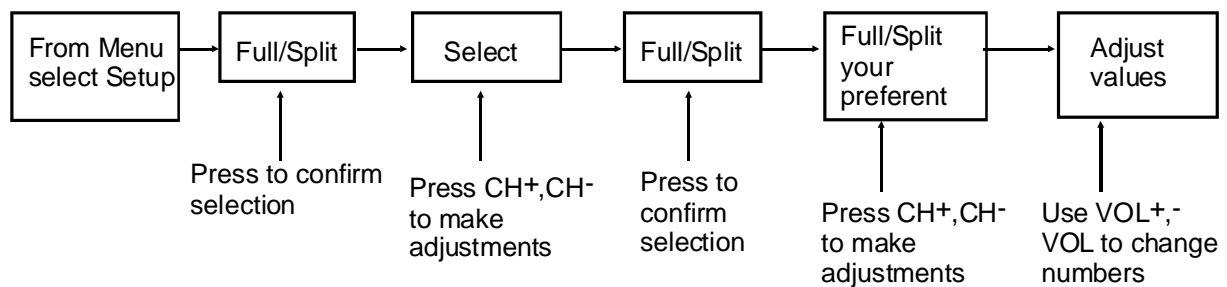 From Menu
select Setup
Full/Split
Select
Full/Split
Full/Split
your
preferent
Adjust
values
Press to confirm
selection
Press CH+,CH-
to make
adjustments
Press to
confirm
selection
Press CH+,CH-
to make
adjustments
Use VOL+,-
VOL to change
numbers